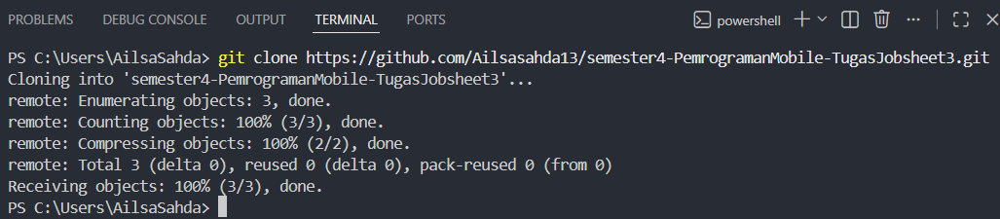 PROBLEMS DEBUG CONSOLE OUTPUT TERMINAL PORTS powershell
PS C:\Users\AilsaSahda> git clone https://github.com/Ailsasahda13/semester4-PemrogramanMobile-TugasJobsheet3.git
Cloning into 'semester4-PemrogramanMobile-TugasJobsheet3'...
remote: Enumerating objects: 3, done.
remote: Counting objects: 100% (3/3), done.
remote: Compressing objects: 100% (2/2), done.
remote: Total 3 (delta 0), reused 0 (delta 0), pack-reused 0 (from 0)
Receiving objects: 100% (3/3), done.
PS C:\Users\AilsaSahda>